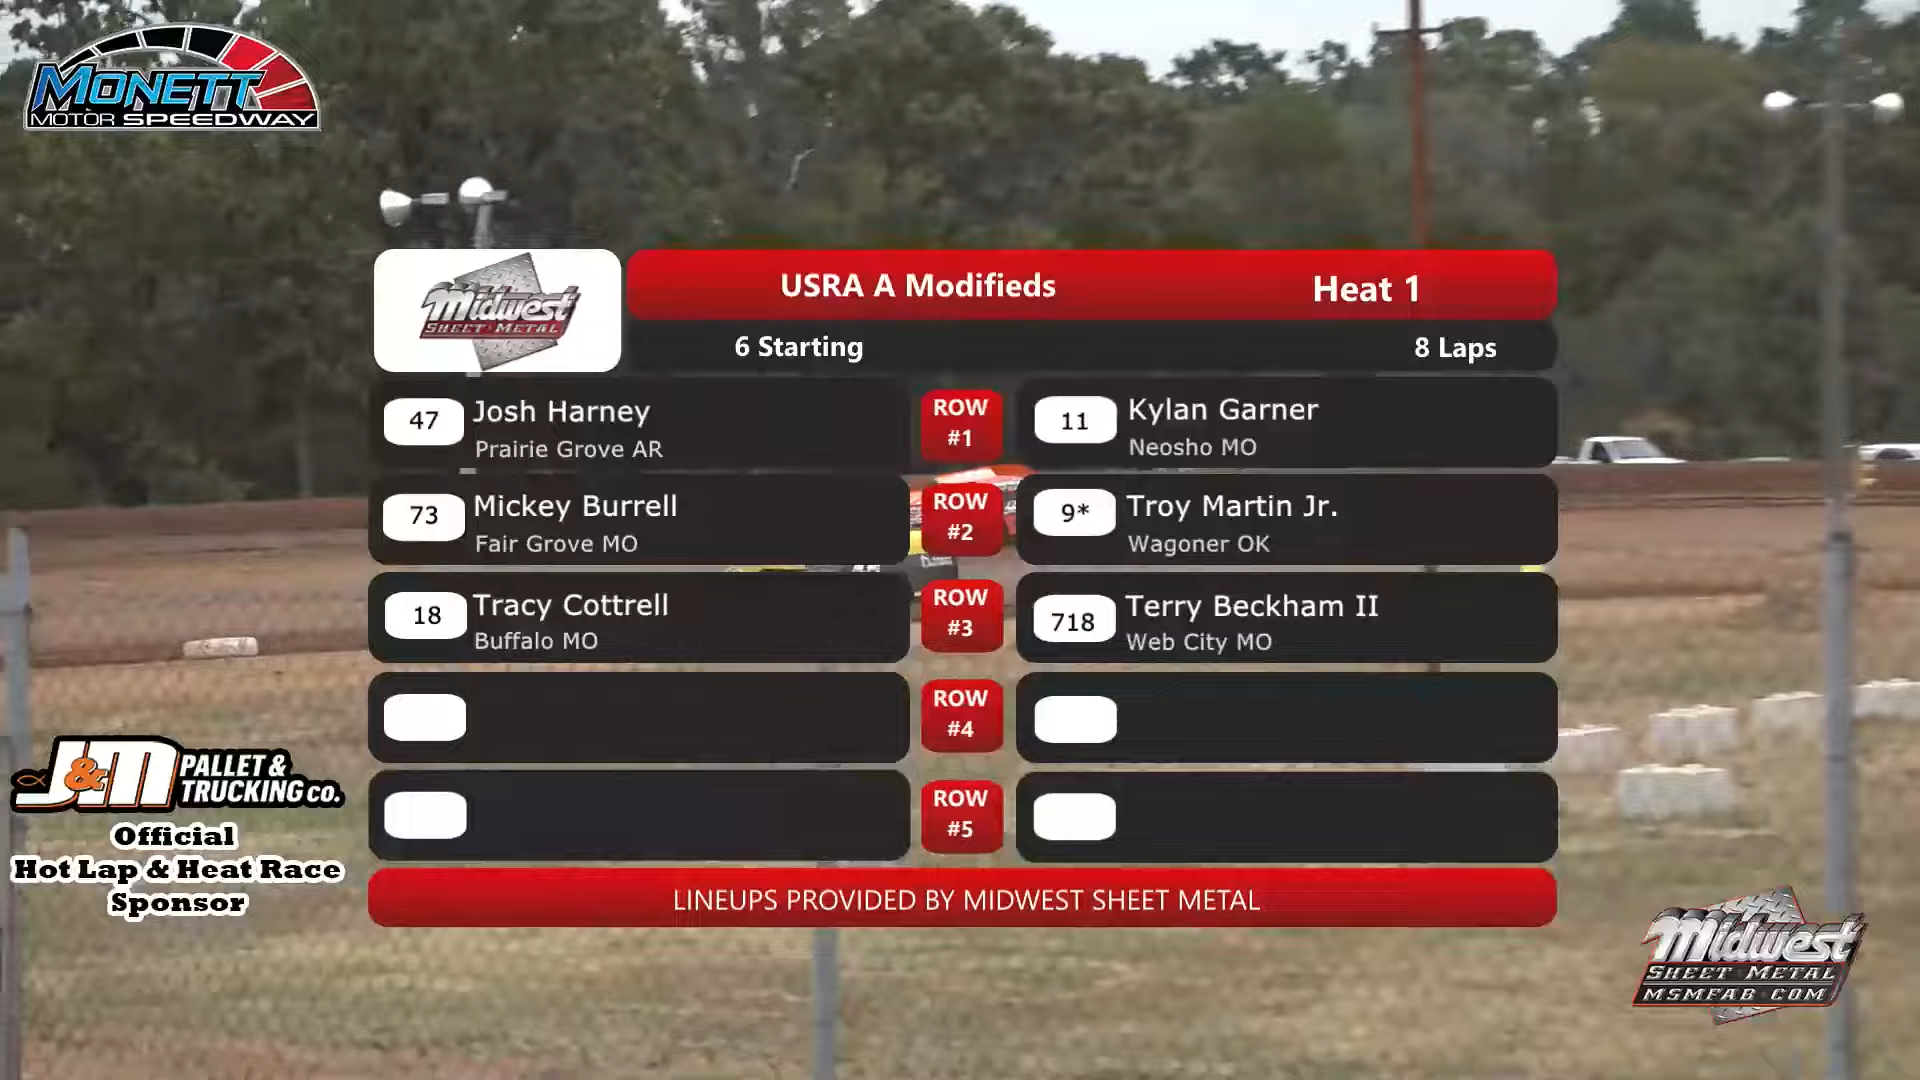 MONETT
MOTOR SPEEDWAY
Midwest
SHEET METAL
USRA A Modifieds
Heat 1
6 Starting
8 Laps
47
Josh Harney
Prairie Grove AR
ROW
#1
11
Kylan Garner
Neosho MO
73
Mickey Burrell
Fair Grove MO
ROW
#2
9*
Troy Martin Jr.
Wagoner OK
18
Tracy Cottrell
Buffalo MO
ROW
#3
718
Terry Beckham II
Web City MO
ROW
#4
ROW
#5
LINEUPS PROVIDED BY MIDWEST SHEET METAL
J&M PALLET &
TRUCKING CO.
Official
Hot Lap & Heat Race
Sponsor
Midwest
SHEET METAL
MSMFAB.COM